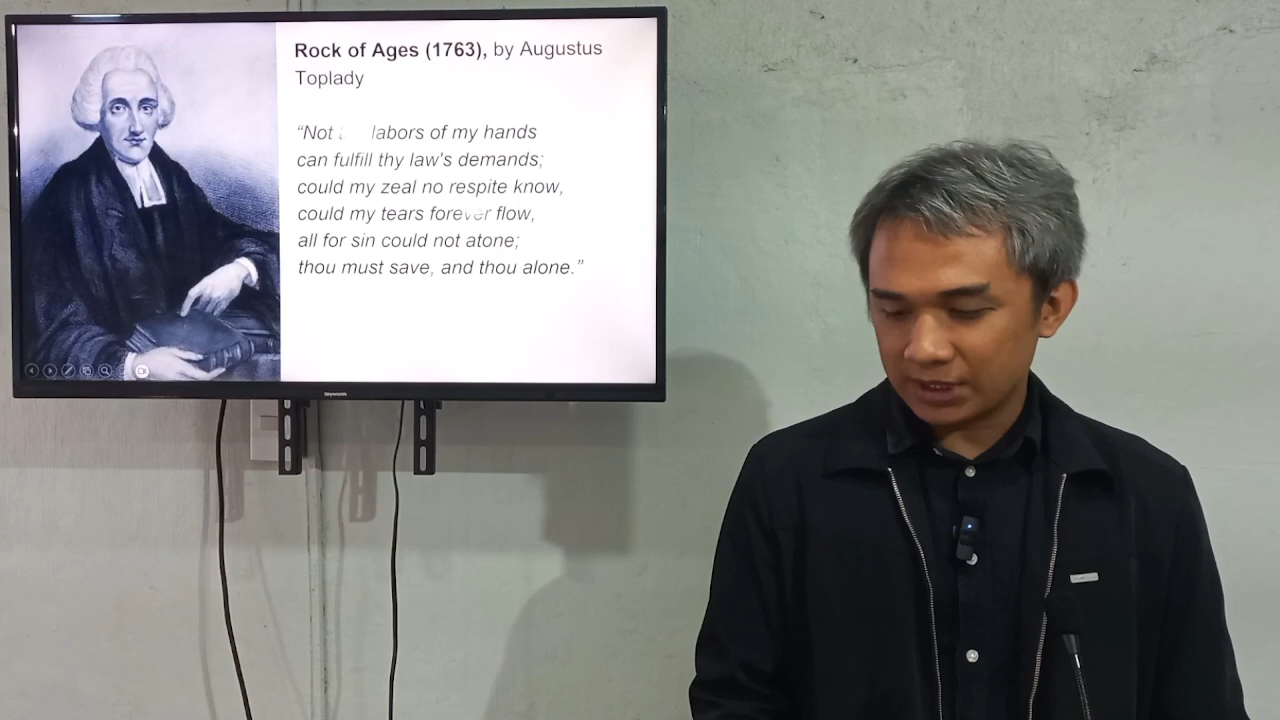 Rock of Ages (1763), by Augustus
Toplady
“Not labors of my hands
can fulfill thy law's demands;
could my zeal no respite know,
could my tears forever flow,
all for sin could not atone;
thou must save, and thou alone.”
Skyworth